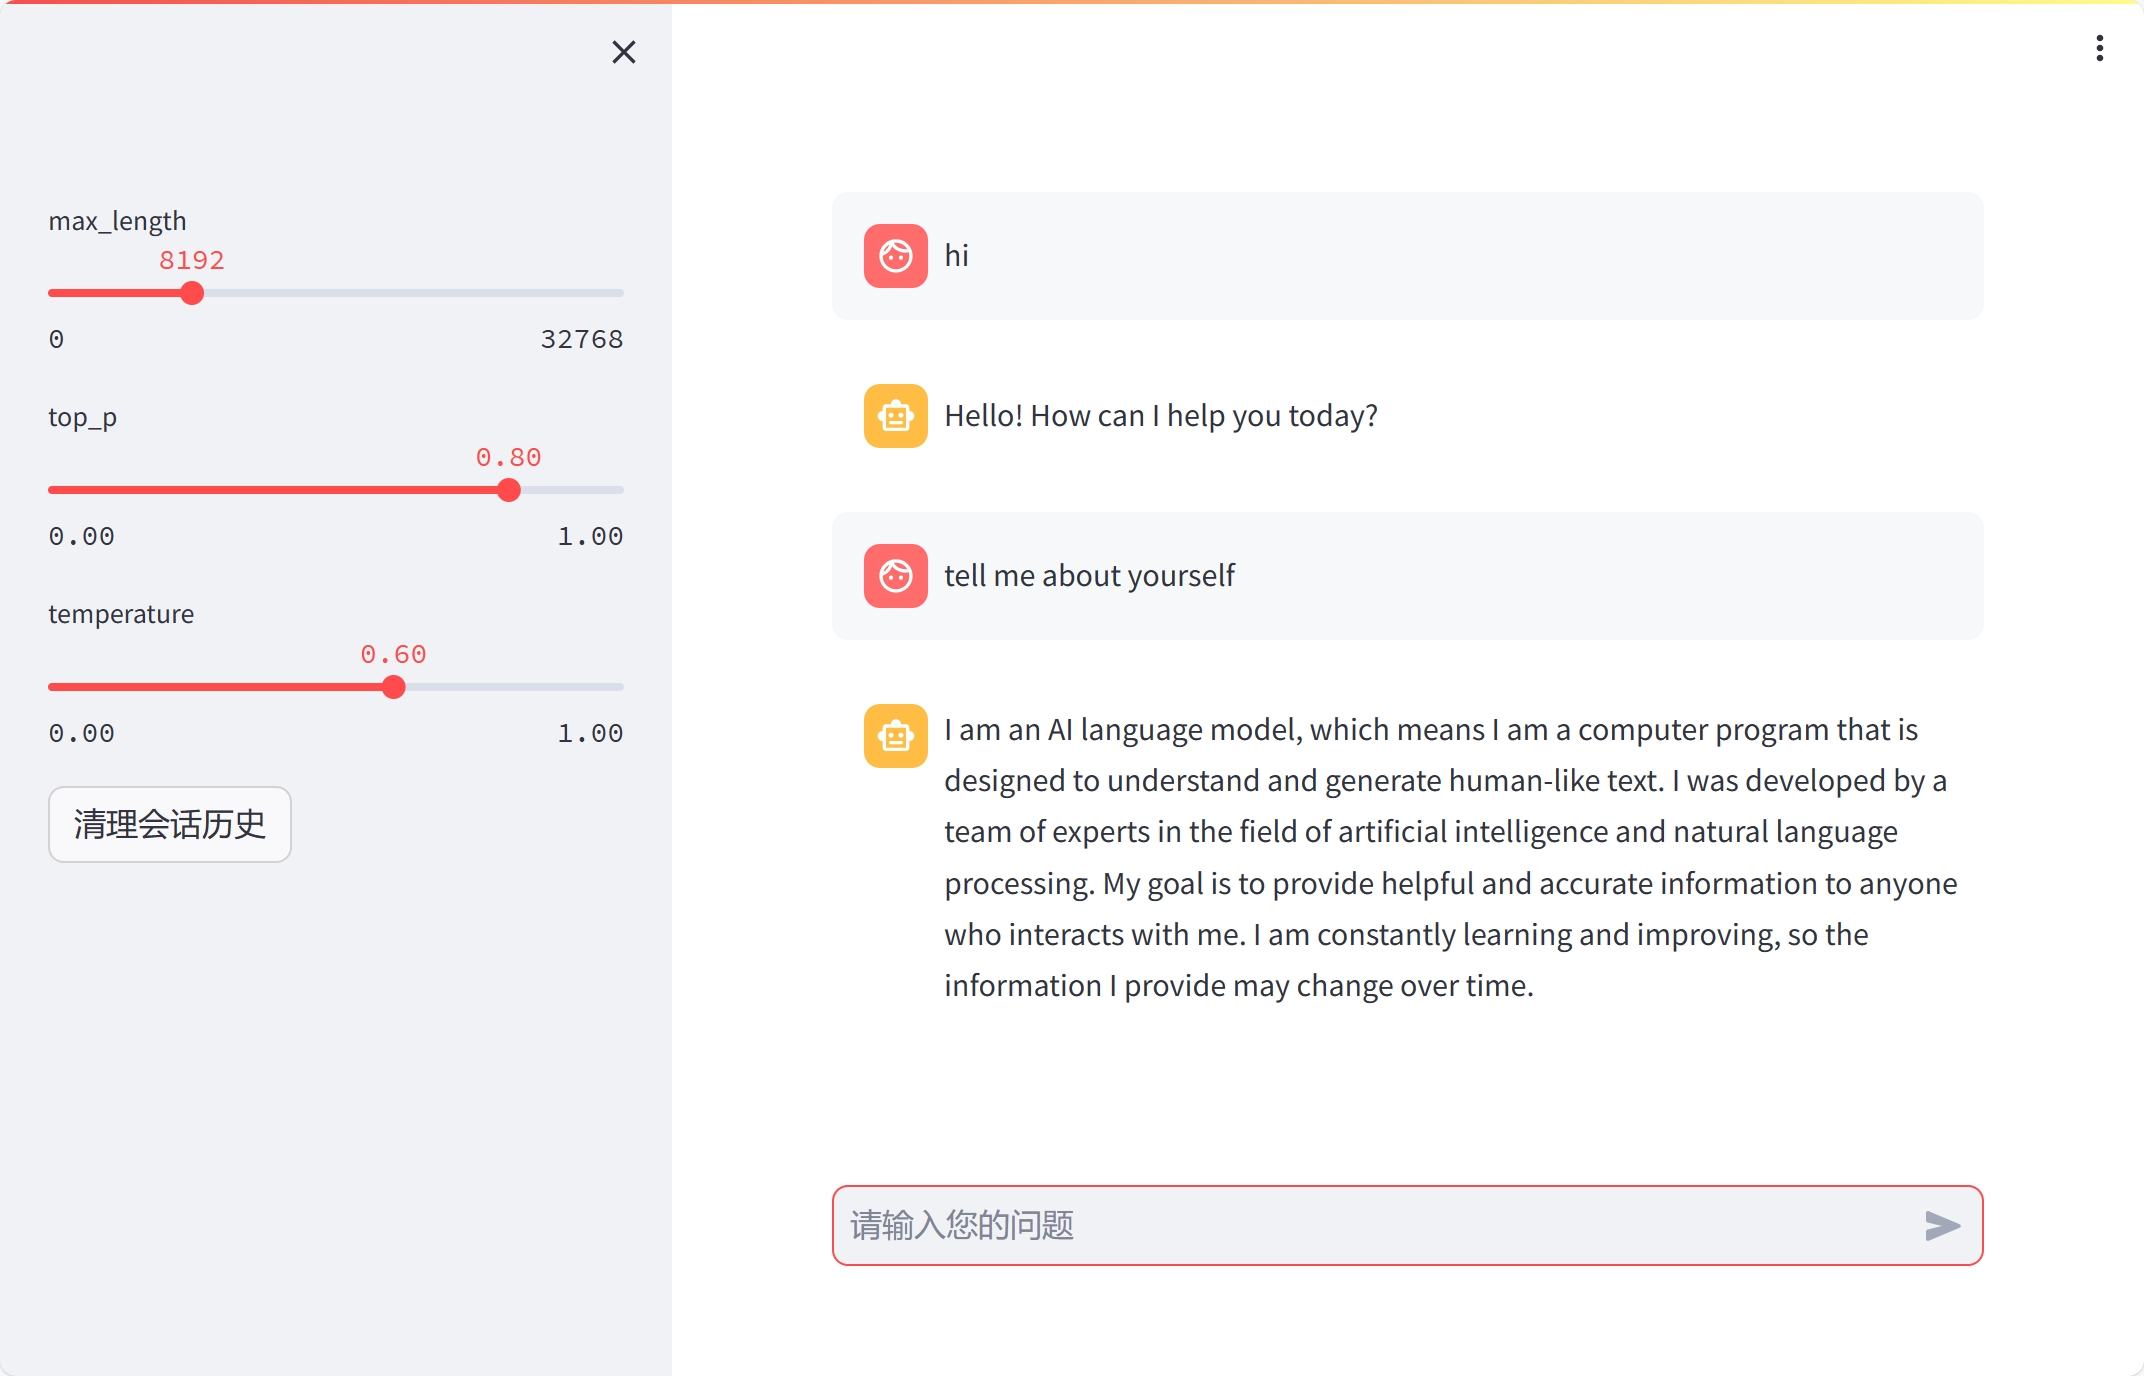 max_length
8192
0 32768
top_p
0.80
0.00 1.00
temperature
0.60
0.00 1.00
清理会话历史
hi
Hello! How can I help you today?
tell me about yourself
I am an AI language model, which means I am a computer program that is
designed to understand and generate human-like text. I was developed by a
team of experts in the field of artificial intelligence and natural language
processing. My goal is to provide helpful and accurate information to anyone
who interacts with me. I am constantly learning and improving, so the
information I provide may change over time.
请输入您的问题